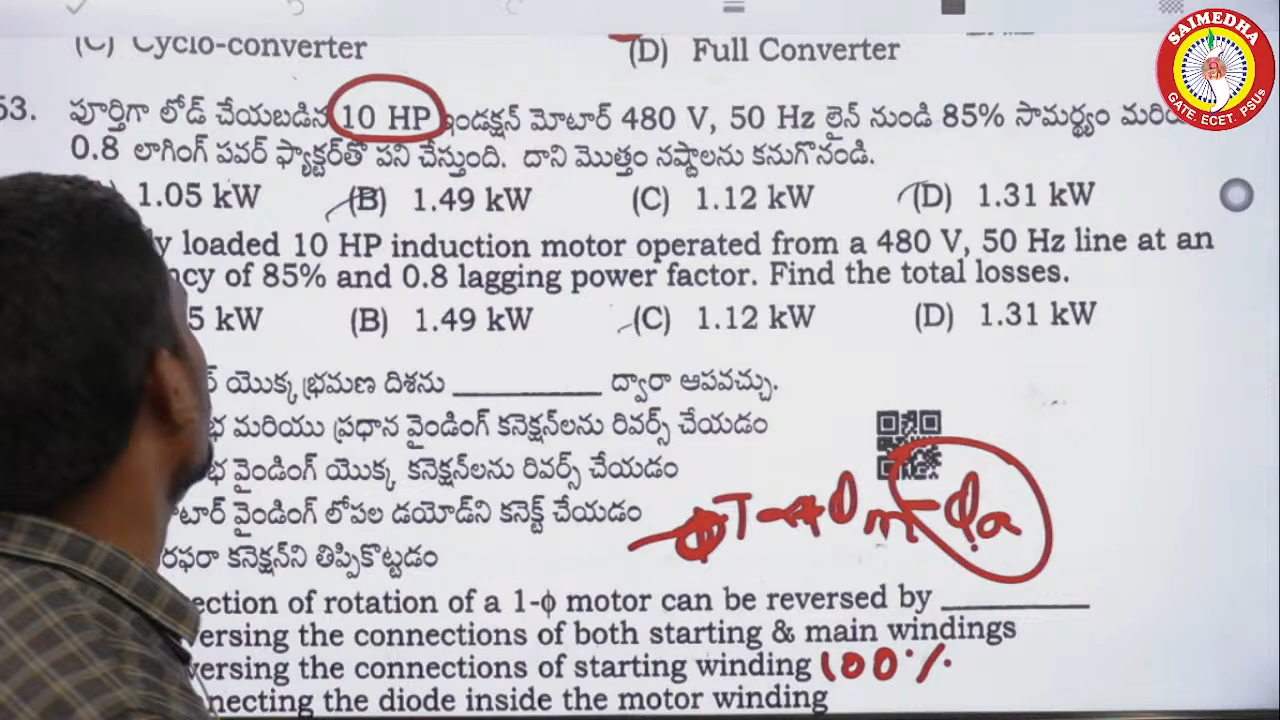 (C) Cyclo-converter (D) Full Converter
SAIMEDHA
GATE. ECET. PSUs
53. పూర్తిగా లోడ్ చేయబడిన 10 HP ఇండక్షన్ మోటార్ 480 V, 50 Hz లైన్ నుండి 85% సామర్థ్యం
0.8 లాగింగ్ పవర్ ఫ్యాక్టర్‌తో పని చేస్తుంది. దాని మొత్తం నష్టాలను కనుగొనండి.
1.05 kW (B) 1.49 kW (C) 1.12 kW (D) 1.31 kW
loaded 10 HP induction motor operated from a 480 V, 50 Hz line at an
of 85% and 0.8 lagging power factor. Find the total losses.
5 kW (B) 1.49 kW (C) 1.12 kW (D) 1.31 kW
యొక్క భ్రమణ దిశను ________ ద్వారా ఆపవచ్చు.
మరియు ప్రధాన వైండింగ్ కనెక్షన్‌లను రివర్స్ చేయడం
వైండింగ్ యొక్క కనెక్షన్‌లను రివర్స్ చేయడం
వైండింగ్ లోపల డయోడ్‌ని కనెక్ట్ చేయడం
కనెక్షన్‌ని తిప్పికొట్టడం
ection of rotation of a 1-ϕ motor can be reversed by ________
versing the connections of both starting & main windings
versing the connections of starting winding 100%
necting the diode inside the motor winding